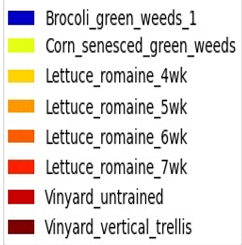 Brocoli_green_weeds_1
Corn_senesced_green_weeds
Lettuce_romaine_4wk
Lettuce_romaine_5wk
Lettuce_romaine_6wk
Lettuce_romaine_7wk
Vinyard_untrained
Vinyard_vertical_trellis